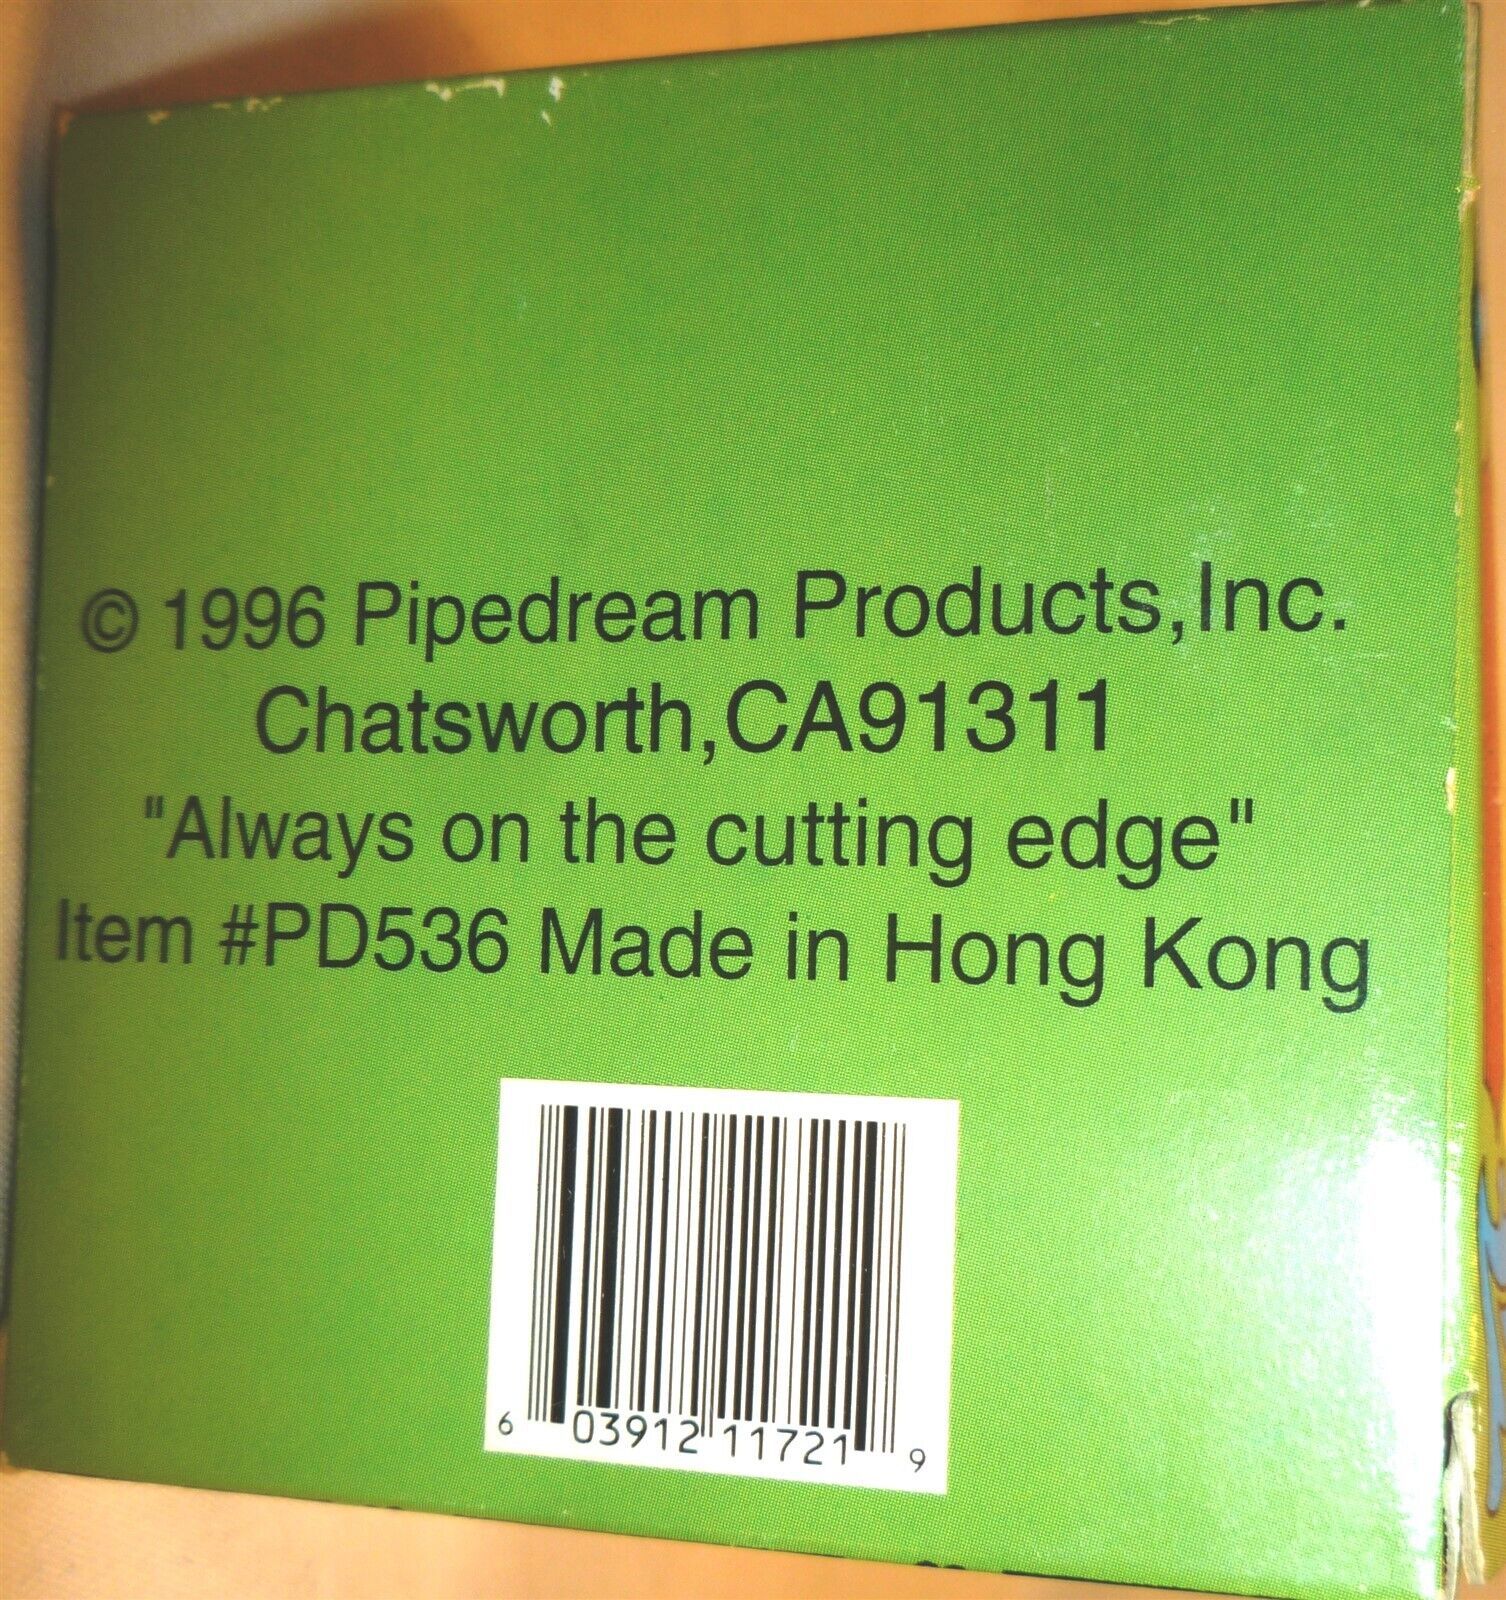 © 1996 Pipedream Products,Inc.
Chatsworth,CA91311
"Always on the cutting edge"
Item #PD536 Made in Hong Kong
6 03912 11721 9